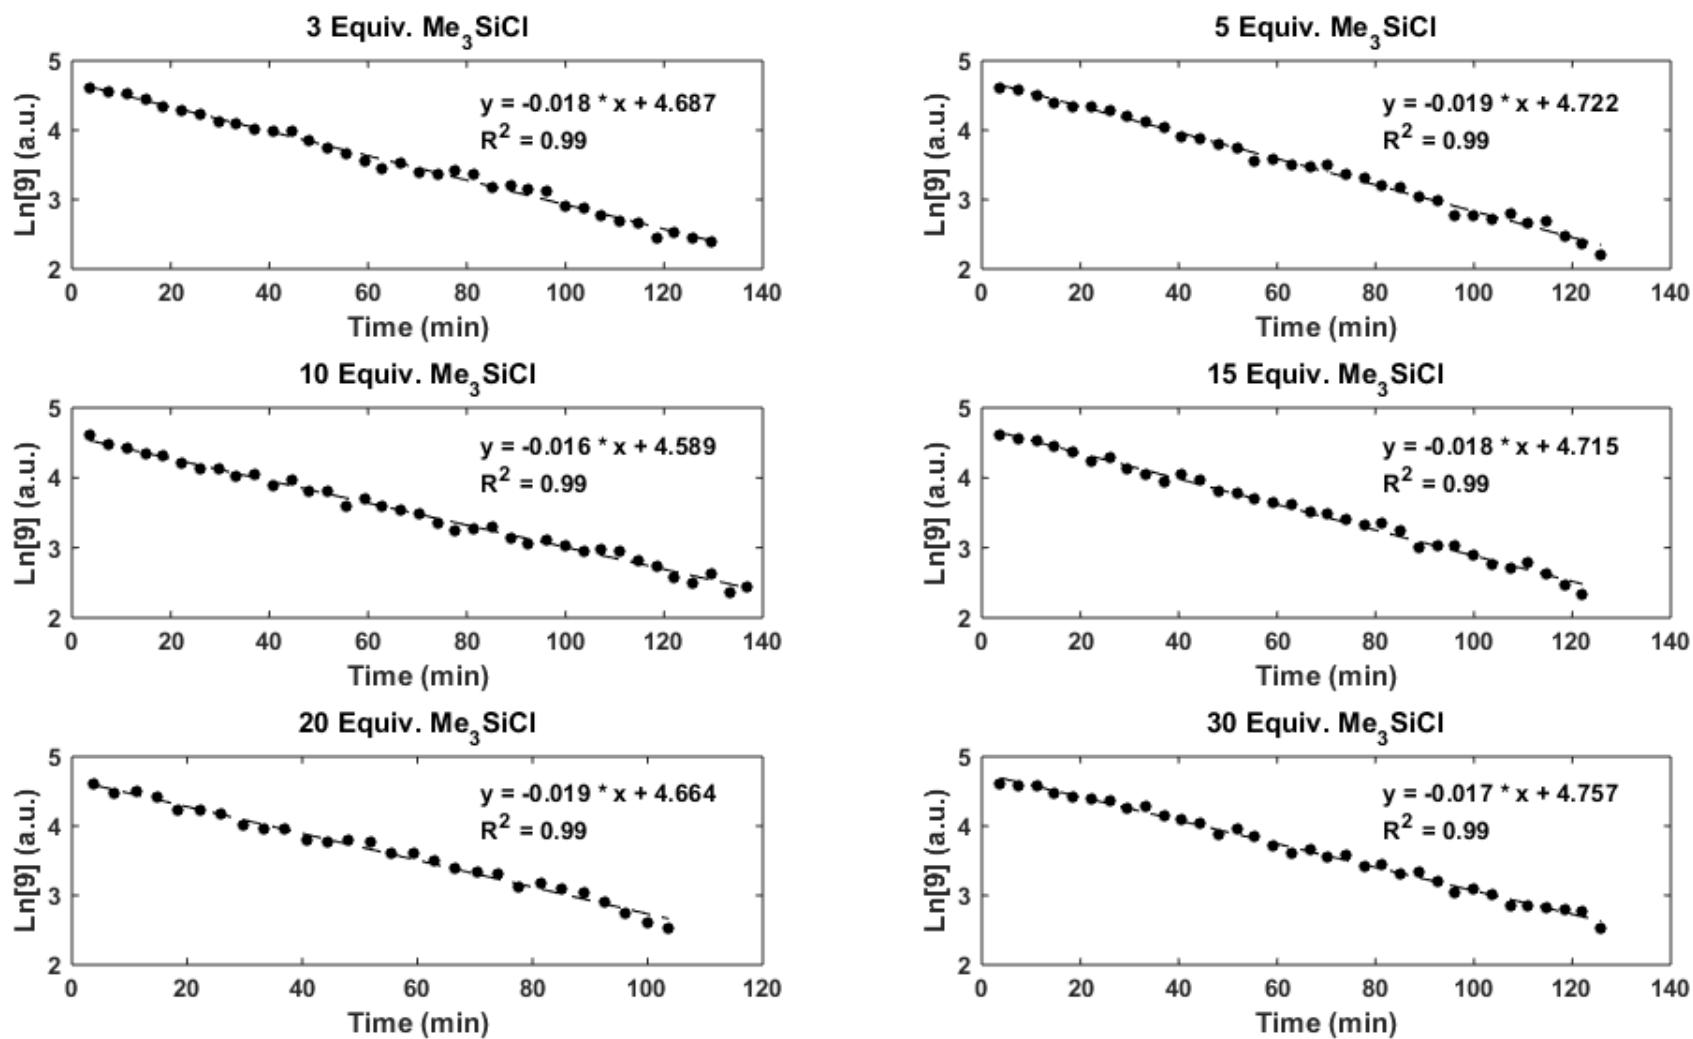 3 Equiv. Me3SiCl
Ln[9] (a.u.)
5
4
3
2
y = -0.018 * x + 4.687
R2 = 0.99
0 20 40 60 80 100 120 140
Time (min)
5 Equiv. Me3SiCl
Ln[9] (a.u.)
5
4
3
2
y = -0.019 * x + 4.722
R2 = 0.99
0 20 40 60 80 100 120 140
Time (min)
10 Equiv. Me3SiCl
Ln[9] (a.u.)
5
4
3
2
y = -0.016 * x + 4.589
R2 = 0.99
0 20 40 60 80 100 120 140
Time (min)
15 Equiv. Me3SiCl
Ln[9] (a.u.)
5
4
3
2
y = -0.018 * x + 4.715
R2 = 0.99
0 20 40 60 80 100 120 140
Time (min)
20 Equiv. Me3SiCl
Ln[9] (a.u.)
5
4
3
2
y = -0.019 * x + 4.664
R2 = 0.99
0 20 40 60 80 100 120
Time (min)
30 Equiv. Me3SiCl
Ln[9] (a.u.)
5
4
3
2
y = -0.017 * x + 4.757
R2 = 0.99
0 20 40 60 80 100 120 140
Time (min)